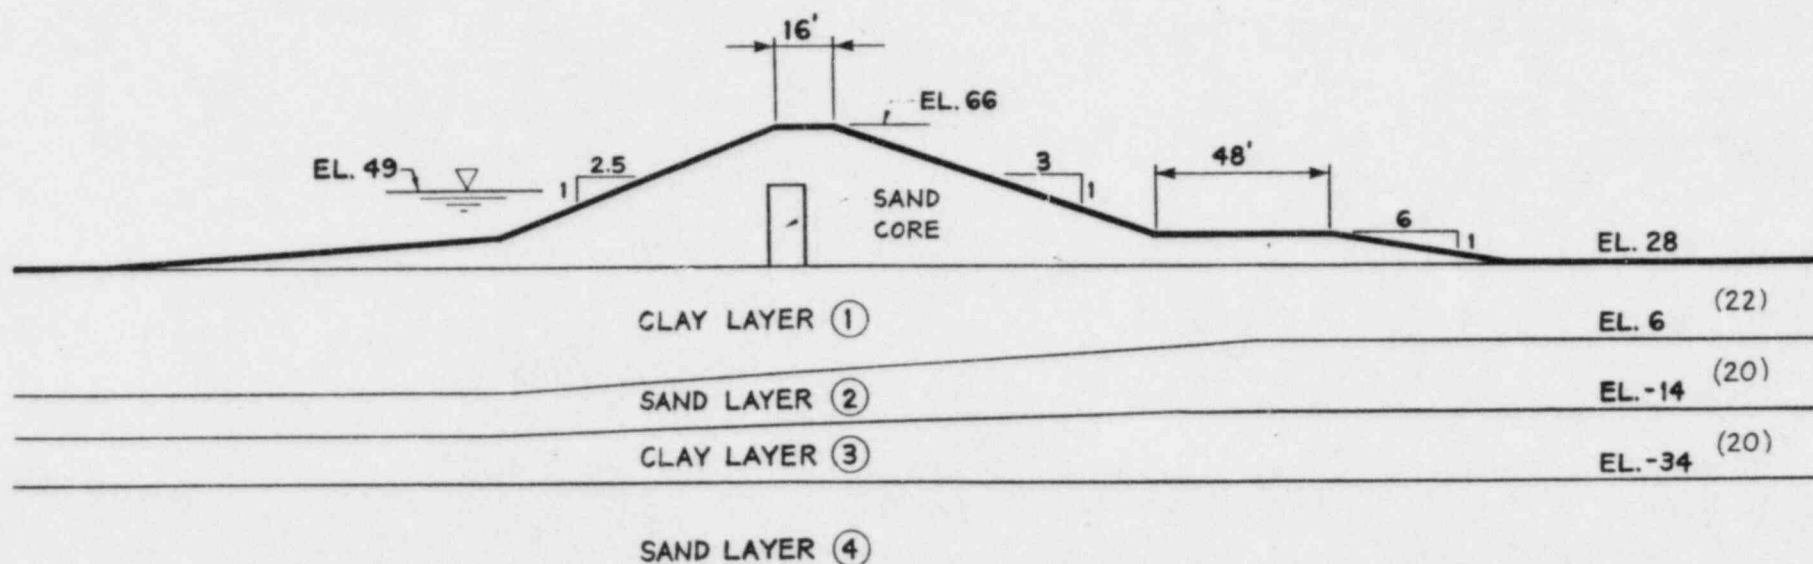 16'
EL. 66
EL. 49
2.5
1
3
1
48'
SAND
CORE
6
1
EL. 28
CLAY LAYER ①
(22)
EL. 6
SAND LAYER ②
(20)
EL.-14
CLAY LAYER ③
(20)
EL.-34
SAND LAYER ④